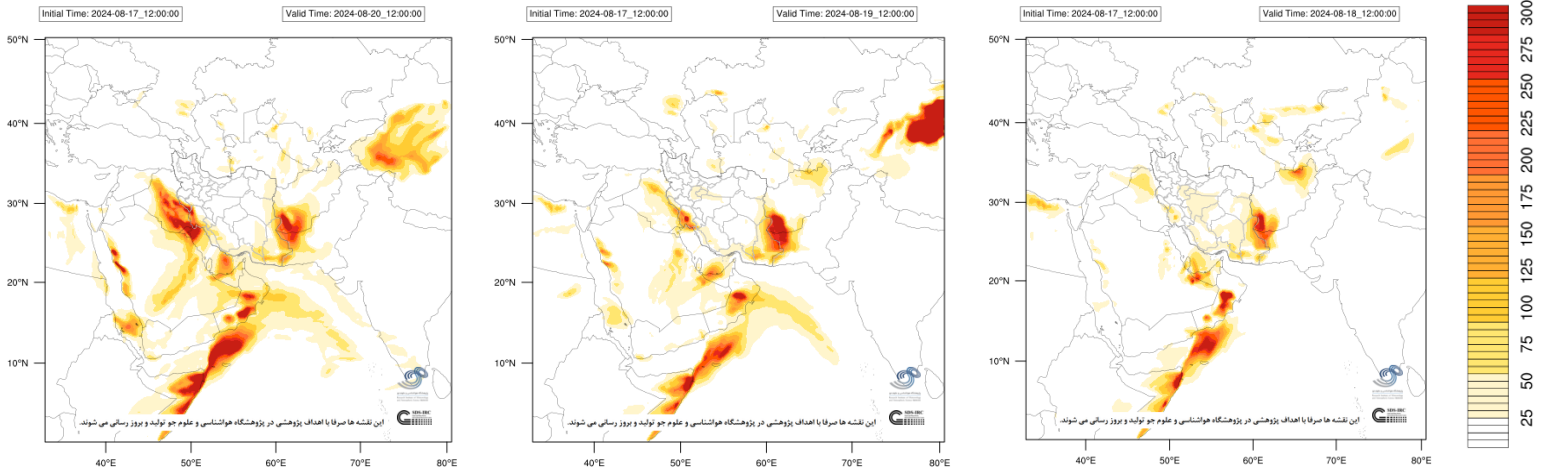 Initial Time: 2024-08-17_12:00:00 Valid Time: 2024-08-20_12:00:00
50°N
40°N
30°N
20°N
10°N
40°E 50°E 60°E 70°E 80°E
این نقشه ها صرفا با اهداف پژوهشی در پژوهشگاه هواشناسی و علوم جو تولید و بروز رسانی می شوند.
SDS-IRC
Initial Time: 2024-08-17_12:00:00 Valid Time: 2024-08-19_12:00:00
50°N
40°N
30°N
20°N
10°N
40°E 50°E 60°E 70°E 80°E
این نقشه ها صرفا با اهداف پژوهشی در پژوهشگاه هواشناسی و علوم جو تولید و بروز رسانی می شوند.
SDS-IRC
Initial Time: 2024-08-17_12:00:00 Valid Time: 2024-08-18_12:00:00
50°N
40°N
30°N
20°N
10°N
40°E 50°E 60°E 70°E 80°E
این نقشه ها صرفا با اهداف پژوهشی در پژوهشگاه هواشناسی و علوم جو تولید و بروز رسانی می شوند.
SDS-IRC
300
275
250
225
200
175
150
125
100
75
50
25